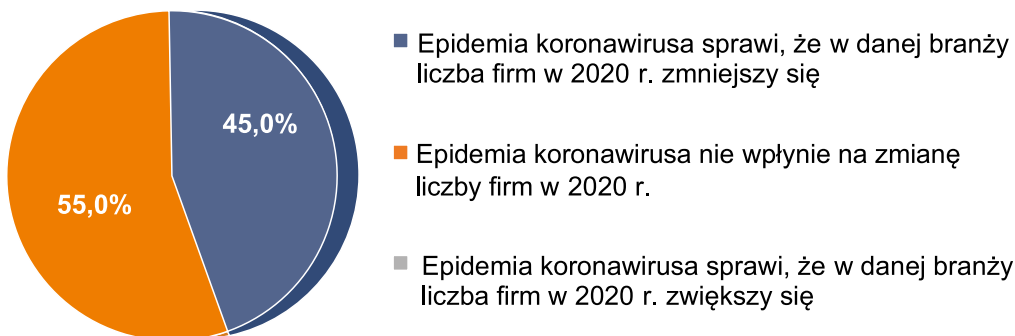 45,0%
55,0%
Epidemia koronawirusa sprawi, że w danej branży
liczba firm w 2020 r. zmniejszy się
Epidemia koronawirusa nie wpłynie na zmianę
liczby firm w 2020 r.
Epidemia koronawirusa sprawi, że w danej branży
liczba firm w 2020 r. zwiększy się